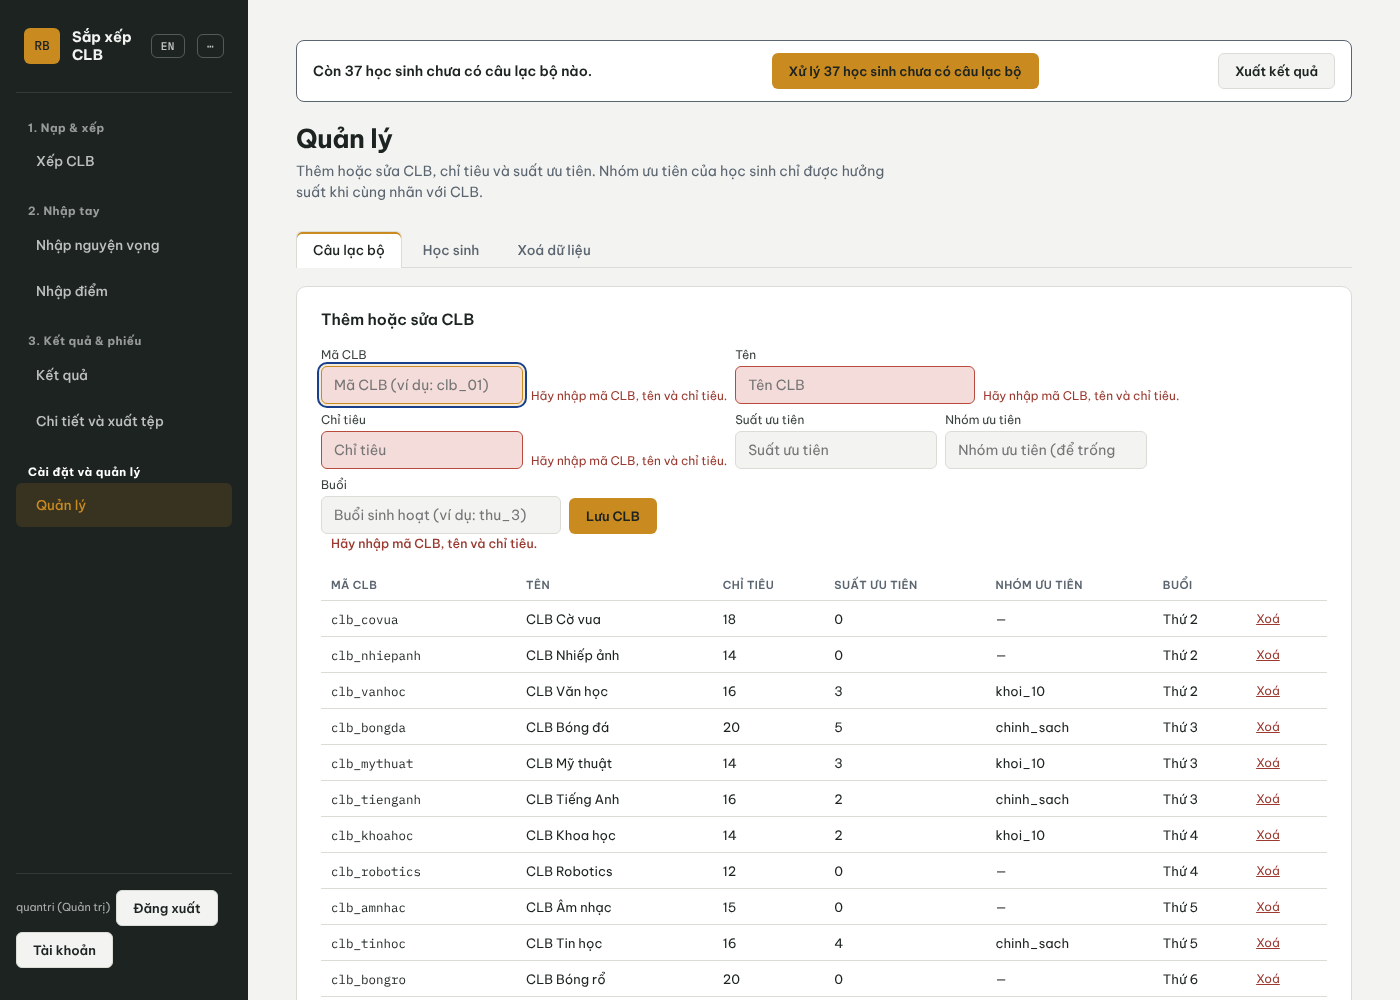 RB
Sắp xếp CLB
EN
…
1. Nạp & xếp
Xếp CLB
2. Nhập tay
Nhập nguyện vọng
Nhập điểm
3. Kết quả & phiếu
Kết quả
Chi tiết và xuất tệp
Cài đặt và quản lý
Quản lý
quantri (Quản trị)
Đăng xuất
Tài khoản
Còn 37 học sinh chưa có câu lạc bộ nào.
Xử lý 37 học sinh chưa có câu lạc bộ
Xuất kết quả
Quản lý
Thêm hoặc sửa CLB, chỉ tiêu và suất ưu tiên. Nhóm ưu tiên của học sinh chỉ được hưởng
suất khi cùng nhãn với CLB.
Câu lạc bộ
Học sinh
Xoá dữ liệu
Thêm hoặc sửa CLB
Mã CLB
Mã CLB (ví dụ: clb_01)
Hãy nhập mã CLB, tên và chỉ tiêu.
Tên
Tên CLB
Hãy nhập mã CLB, tên và chỉ tiêu.
Chỉ tiêu
Chỉ tiêu
Hãy nhập mã CLB, tên và chỉ tiêu.
Suất ưu tiên
Suất ưu tiên
Nhóm ưu tiên
Nhóm ưu tiên (để trống
Buổi
Buổi sinh hoạt (ví dụ: thu_3)
Lưu CLB
Hãy nhập mã CLB, tên và chỉ tiêu.
MÃ CLB TÊN CHỈ TIÊU SUẤT ƯU TIÊN NHÓM ƯU TIÊN BUỔI
clb_covua CLB Cờ vua 18 0 — Thứ 2 Xoá
clb_nhiepanh CLB Nhiếp ảnh 14 0 — Thứ 2 Xoá
clb_vanhoc CLB Văn học 16 3 khoi_10 Thứ 2 Xoá
clb_bongda CLB Bóng đá 20 5 chinh_sach Thứ 3 Xoá
clb_mythuat CLB Mỹ thuật 14 3 khoi_10 Thứ 3 Xoá
clb_tienganh CLB Tiếng Anh 16 2 chinh_sach Thứ 3 Xoá
clb_khoahoc CLB Khoa học 14 2 khoi_10 Thứ 4 Xoá
clb_robotics CLB Robotics 12 0 — Thứ 4 Xoá
clb_amnhac CLB Âm nhạc 15 0 — Thứ 5 Xoá
clb_tinhoc CLB Tin học 16 4 chinh_sach Thứ 5 Xoá
clb_bongro CLB Bóng rổ 20 0 — Thứ 6 Xoá